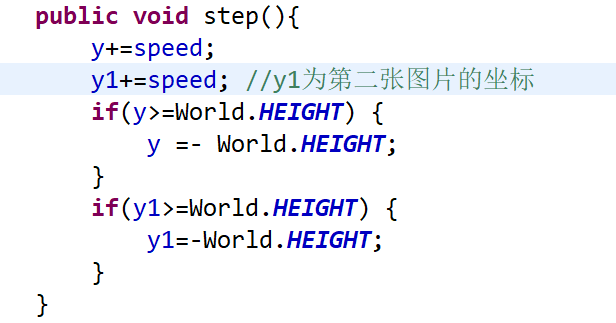 public void step(){
y+=speed;
y1+=speed; //y1为第二张图片的坐标
if(y>=World.HEIGHT) {
y =- World.HEIGHT;
}
if(y1>=World.HEIGHT) {
y1=-World.HEIGHT;
}
}